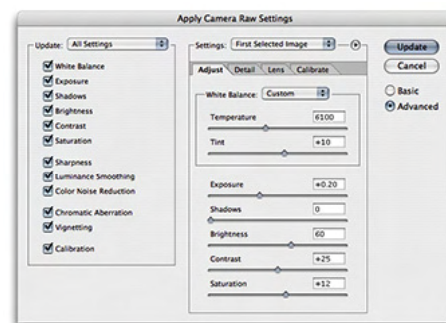 Apply Camera Raw Settings
Update: All Settings
White Balance
Exposure
Shadows
Brightness
Contrast
Saturation
Sharpness
Luminance Smoothing
Color Noise Reduction
Chromatic Aberration
Vignetting
Calibration
Settings: First Selected Image
Adjust Detail Lens Calibrate
White Balance: Custom
Temperature 6100
Tint +10
Exposure +0.20
Shadows 0
Brightness 60
Contrast +25
Saturation +12
Update
Cancel
Basic
Advanced